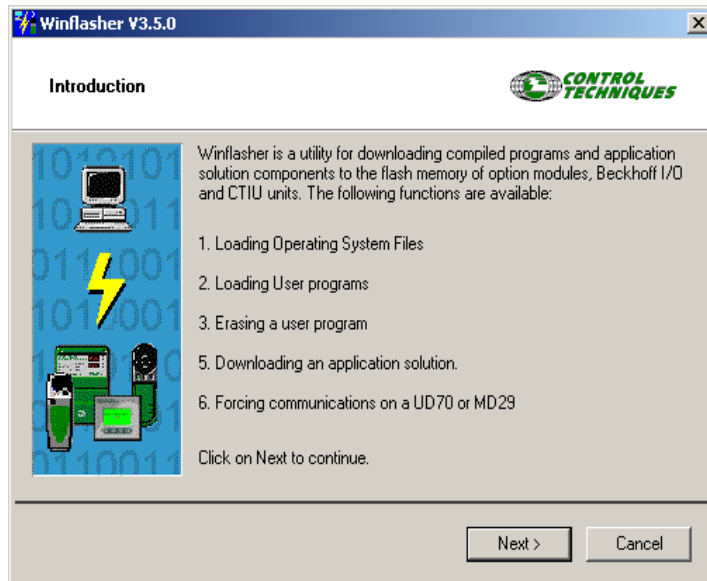 Winflasher V3.5.0
Introduction
CONTROL
TECHNIQUES
Winflasher is a utility for downloading compiled programs and application
solution components to the flash memory of option modules, Beckhoff I/O
and CTIU units. The following functions are available:
1. Loading Operating System Files
2. Loading User programs
3. Erasing a user program
5. Downloading an application solution.
6. Forcing communications on a UD70 or MD29
Click on Next to continue.
Next >
Cancel